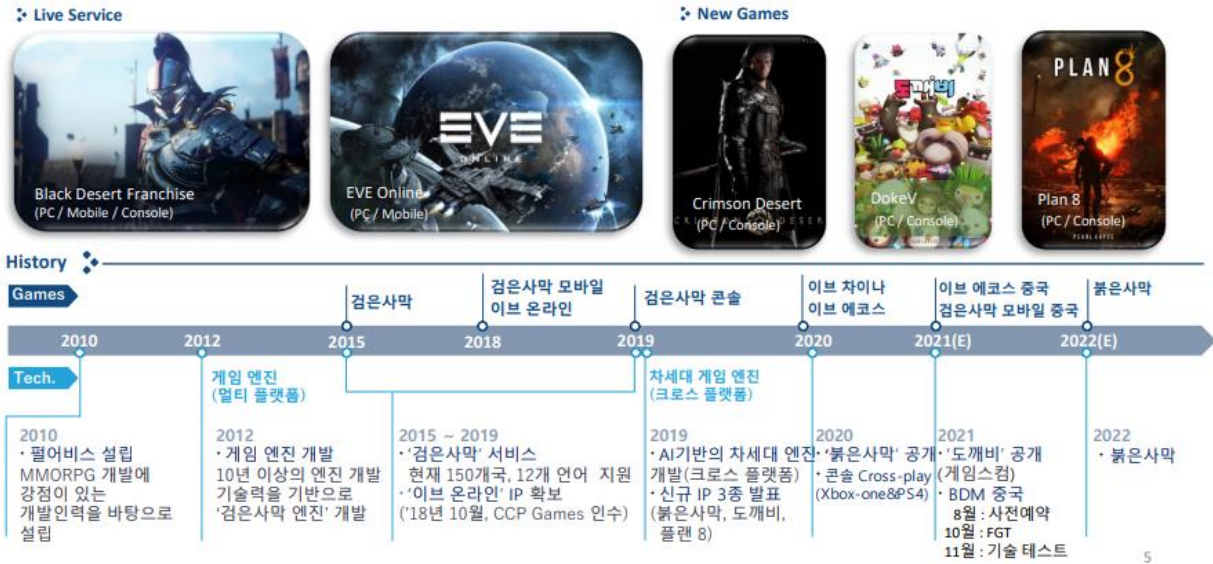 Live Service
New Games
Black Desert Franchise
(PC / Mobile / Console)
EVE
ONLINE
EVE Online
(PC / Mobile)
CRIMSON DESERT
Crimson Desert
(PC / Console)
도깨비
DokeV
(PC / Console)
PLAN 8
Plan 8
(PC / Console)
PEARL ABYSS
History
Games
검은사막
검은사막 모바일
이브 온라인
검은사막 콘솔
이브 차이나
이브 에코스
이브 에코스 중국
검은사막 모바일 중국
붉은사막
2010
2012
2015
2018
2019
2020
2021(E)
2022(E)
Tech.
게임 엔진
(멀티 플랫폼)
차세대 게임 엔진
(크로스 플랫폼)
2010
· 펄어비스 설립
MMORPG 개발에
강점이 있는
개발인력을 바탕으로
설립
2012
· 게임 엔진 개발
10년 이상의 엔진 개발
기술력을 기반으로
'검은사막 엔진' 개발
2015 ~ 2019
· '검은사막' 서비스
현재 150개국, 12개 언어 지원
· '이브 온라인' IP 확보
('18년 10월, CCP Games 인수)
2019
· AI기반의 차세대 엔진
개발(크로스 플랫폼)
· 신규 IP 3종 발표
(붉은사막, 도깨비,
플랜 8)
2020
· '붉은사막' 공개
· 콘솔 Cross-play
(Xbox-one&PS4)
2021
· '도깨비' 공개
(게임스컴)
· BDM 중국
8월 : 사전예약
10월 : FGT
11월 : 기술 테스트
2022
· 붉은사막
5